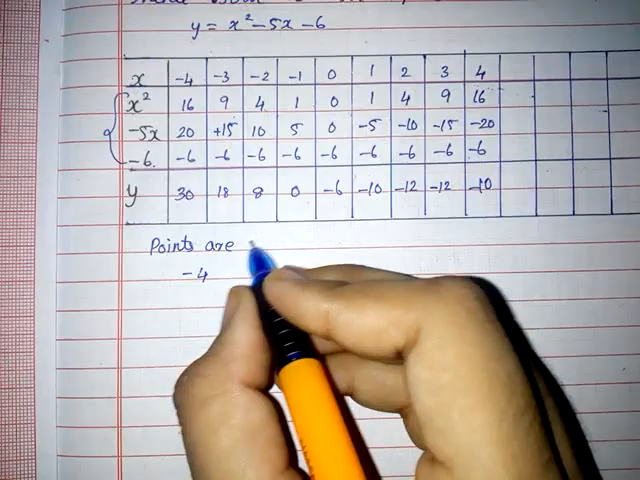 y = x² - 5x - 6
x -4 -3 -2 -1 0 1 2 3 4
x² 16 9 4 1 0 1 4 9 16
-5x 20 +15 10 5 0 -5 -10 -15 -20
-6. -6 -6 -6 -6 -6 -6 -6 -6 -6
y 30 18 8 0 -6 -10 -12 -12 -10
Points are
-4